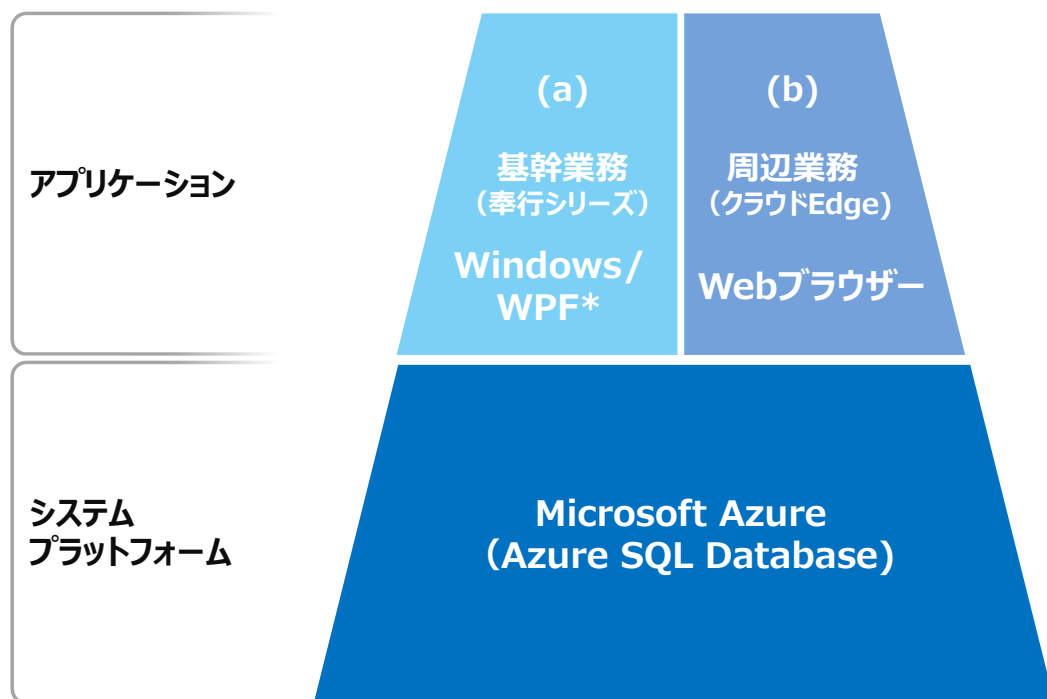 アプリケーション
(a)
基幹業務
（奉行シリーズ）
Windows/
WPF*
(b)
周辺業務
（クラウドEdge)
Webブラウザー
システム
プラットフォーム
Microsoft Azure
（Azure SQL Database)